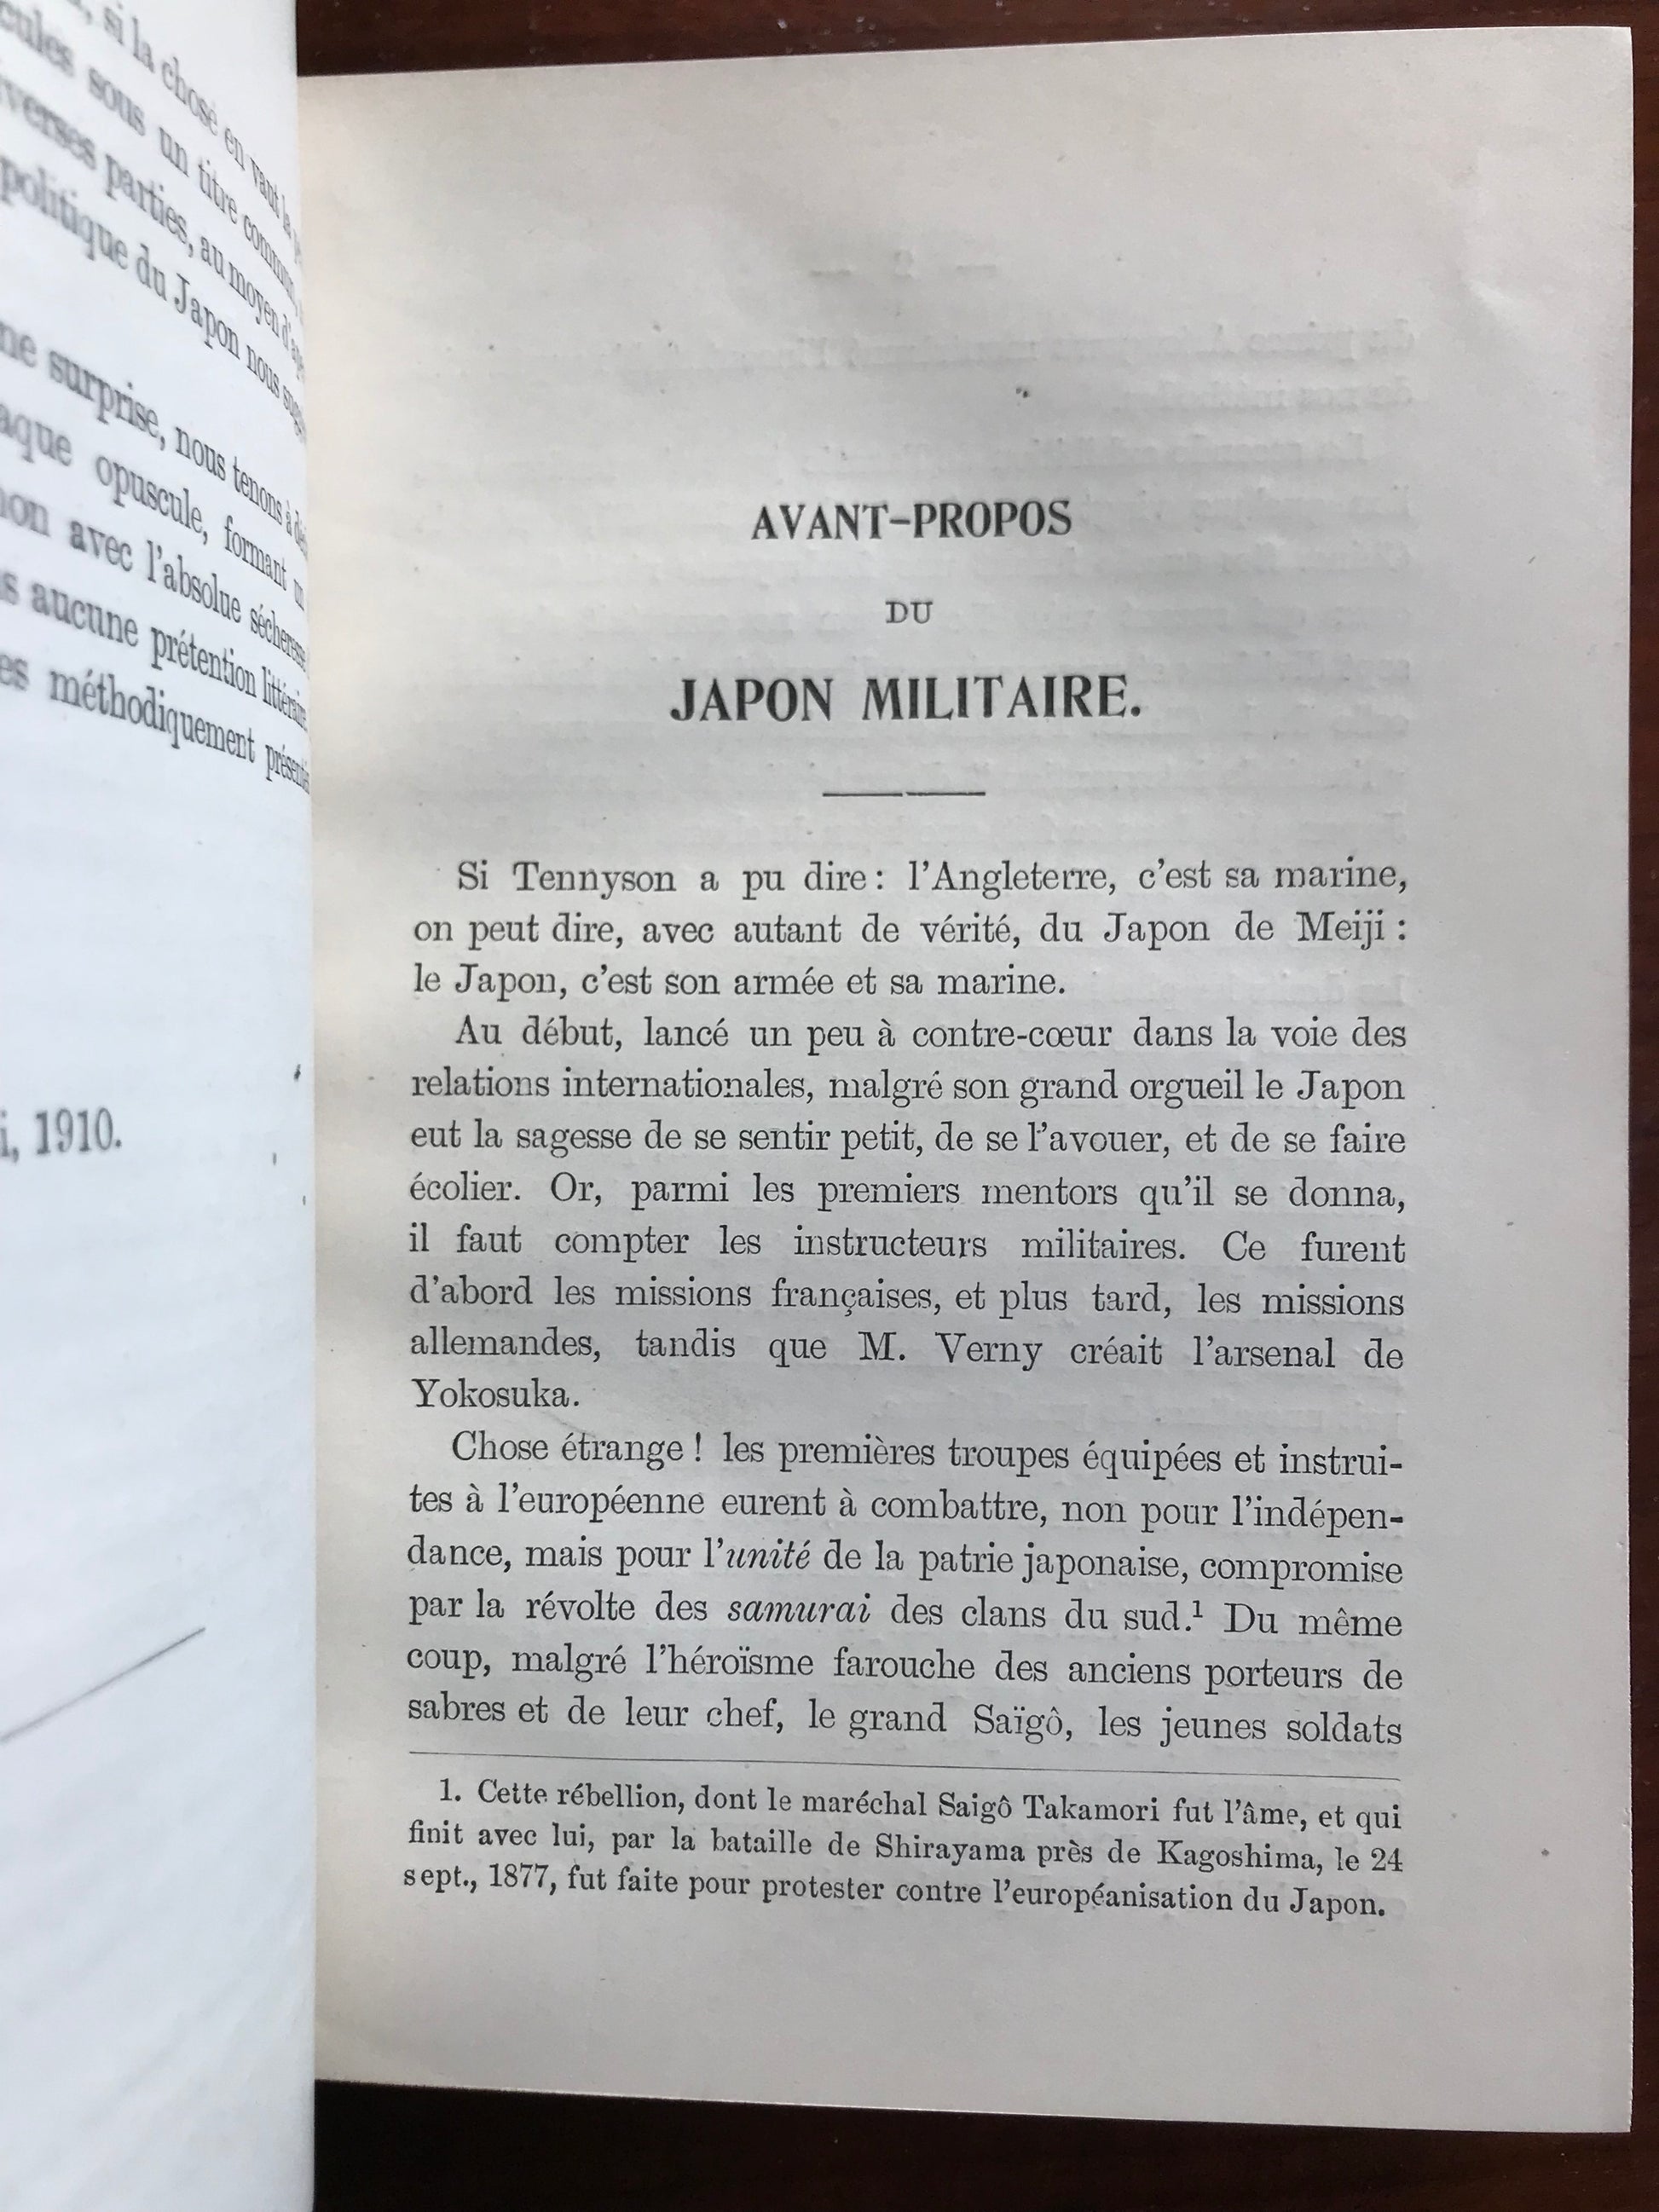 si la chose en vaut la
sous un titre commun,
parties, au moyen
politique du Japon nous
surprise, nous tenons à
opuscule, formant un
avec l'absolue sécheresse
aucune prétention littéraire
méthodiquement
1910.
AVANT-PROPOS
DU
JAPON MILITAIRE.
Si Tennyson a pu dire : l'Angleterre, c'est sa marine,
on peut dire, avec autant de vérité, du Japon de Meiji :
le Japon, c'est son armée et sa marine.
Au début, lancé un peu à contre-cœur dans la voie des
relations internationales, malgré son grand orgueil le Japon
eut la sagesse de se sentir petit, de se l'avouer, et de se faire
écolier. Or, parmi les premiers mentors qu'il se donna,
il faut compter les instructeurs militaires. Ce furent
d'abord les missions françaises, et plus tard, les missions
allemandes, tandis que M. Verny créait l'arsenal de
Yokosuka.
Chose étrange ! les premières troupes équipées et instrui-
tes à l'européenne eurent à combattre, non pour l'indépen-
dance, mais pour l'unité de la patrie japonaise, compromise
par la révolte des samurai des clans du sud.¹ Du même
coup, malgré l'héroïsme farouche des anciens porteurs de
sabres et de leur chef, le grand Saïgô, les jeunes soldats
1. Cette rébellion, dont le maréchal Saigô Takamori fut l'âme, et qui
finit avec lui, par la bataille de Shirayama près de Kagoshima, le 24
sept., 1877, fut faite pour protester contre l'européanisation du Japon.